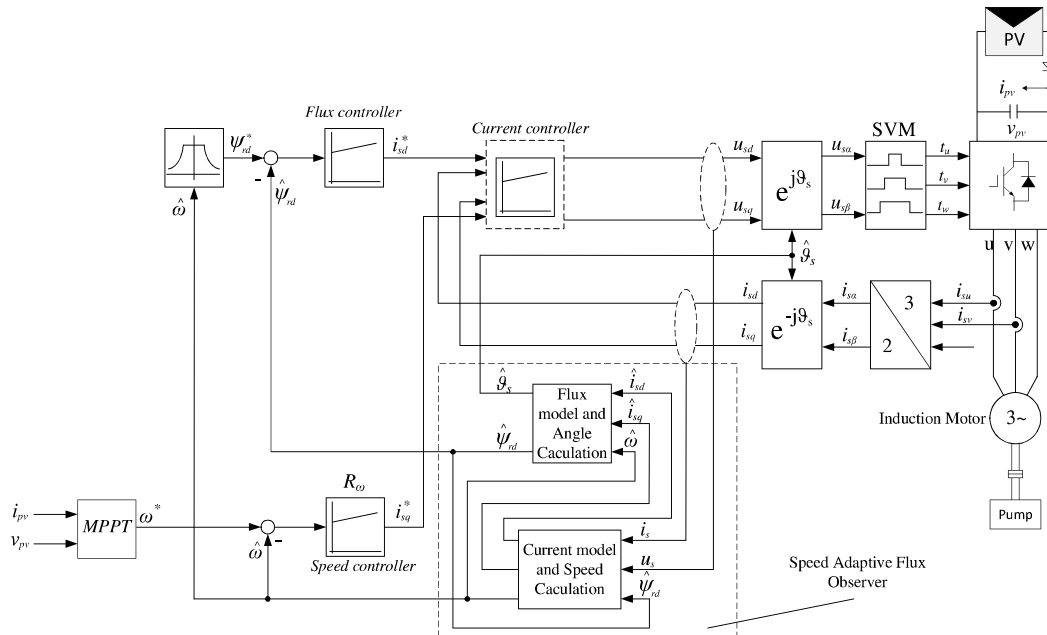 PV
i_pv
v_pv
Flux controller
Current controller
SVM
ψ*_rd
i*_sd
u_sd
u_sα
t_u
-
ψ̂_rd
ω̂
e^jϑ_s
t_v
u_sq
u_sβ
t_w
u v w
ϑ̂_s
i_sd
i_sα
3
i_su
e^-jϑ_s
i_sv
i_sq
i_sβ
2
ϑ̂_s
Flux
model and
Angle
Caculation
î_sd
î_sq
ω̂
ψ̂_rd
Induction Motor
3~
R_ω
i_pv
v_pv
MPPT
ω*
i*_sq
ω̂
-
Speed controller
Pump
Current model
and Speed
Caculation
i_s
u_s
ψ̂_rd
Speed Adaptive Flux
Observer